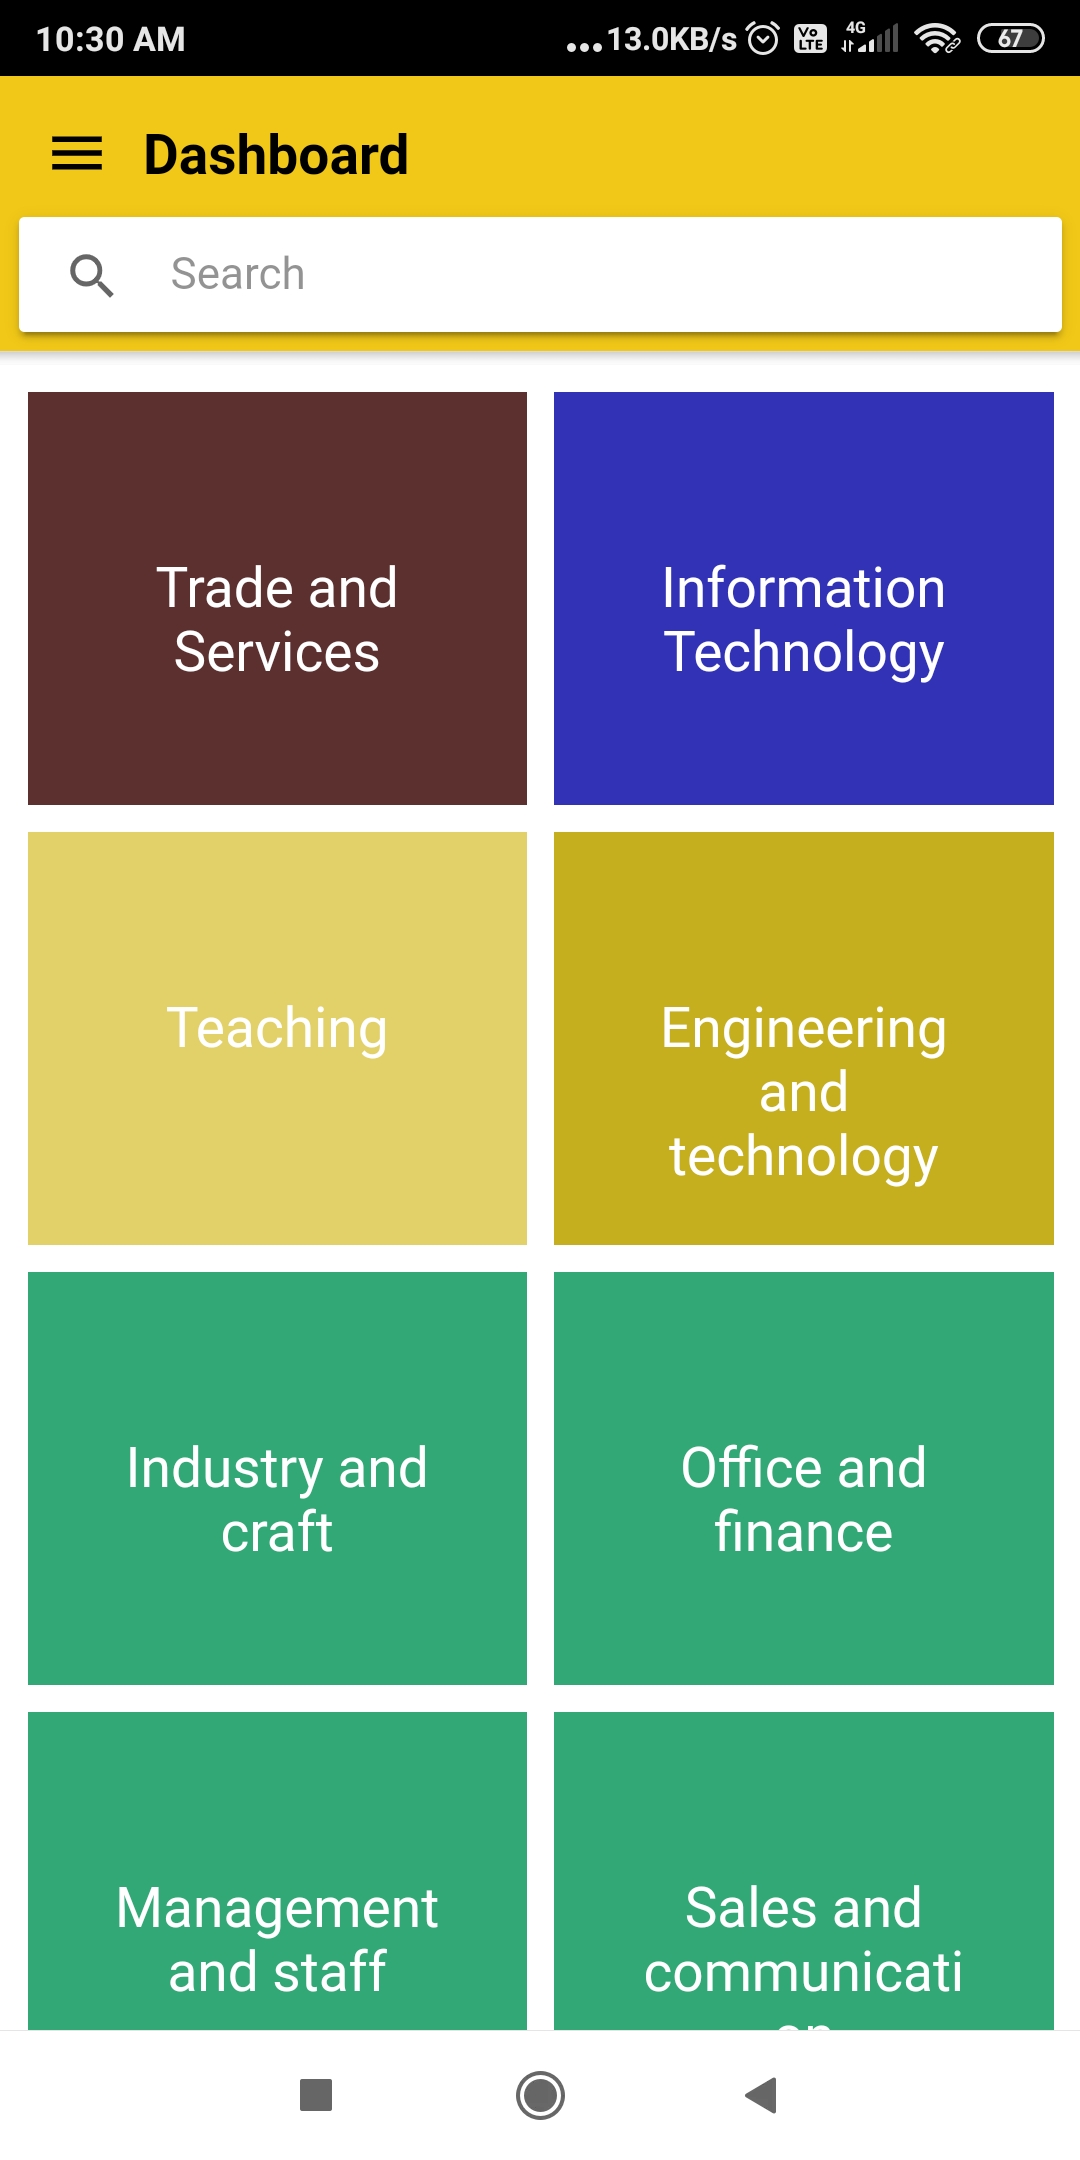 10:30 AM
...13.0KB/s
Vo
LTE
4G
67
Dashboard
Search
Trade and
Services
Information
Technology
Teaching
Engineering
and
technology
Industry and
craft
Office and
finance
Management
and staff
Sales and
communicati
on